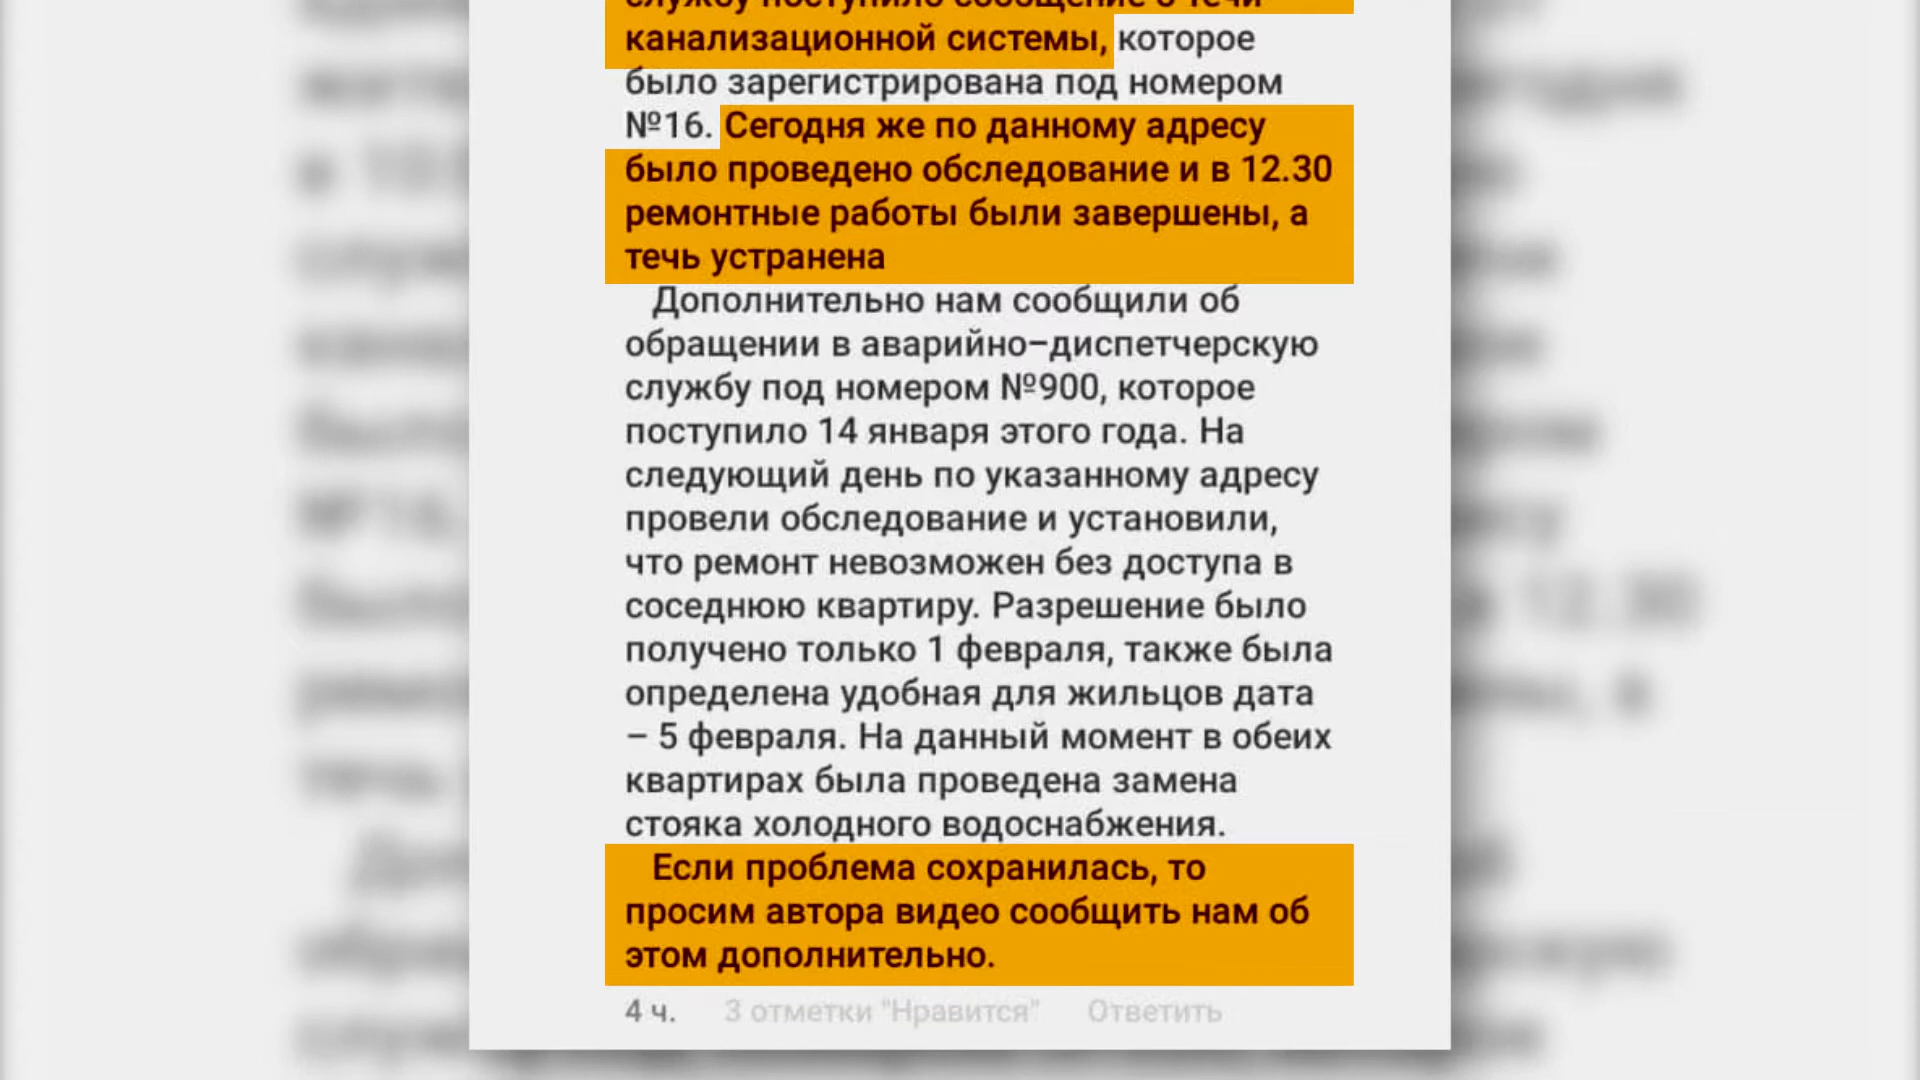 службу поступило сообщение о течи
канализационной системы, которое
было зарегистрирована под номером
№16. Сегодня же по данному адресу
было проведено обследование и в 12.30
ремонтные работы были завершены, а
течь устранена
Дополнительно нам сообщили об
обращении в аварийно–диспетчерскую
службу под номером №900, которое
поступило 14 января этого года. На
следующий день по указанному адресу
провели обследование и установили,
что ремонт невозможен без доступа в
соседнюю квартиру. Разрешение было
получено только 1 февраля, также была
определена удобная для жильцов дата
– 5 февраля. На данный момент в обеих
квартирах была проведена замена
стояка холодного водоснабжения.
Если проблема сохранилась, то
просим автора видео сообщить нам об
этом дополнительно.
4 ч. 3 отметки "Нравится" Ответить